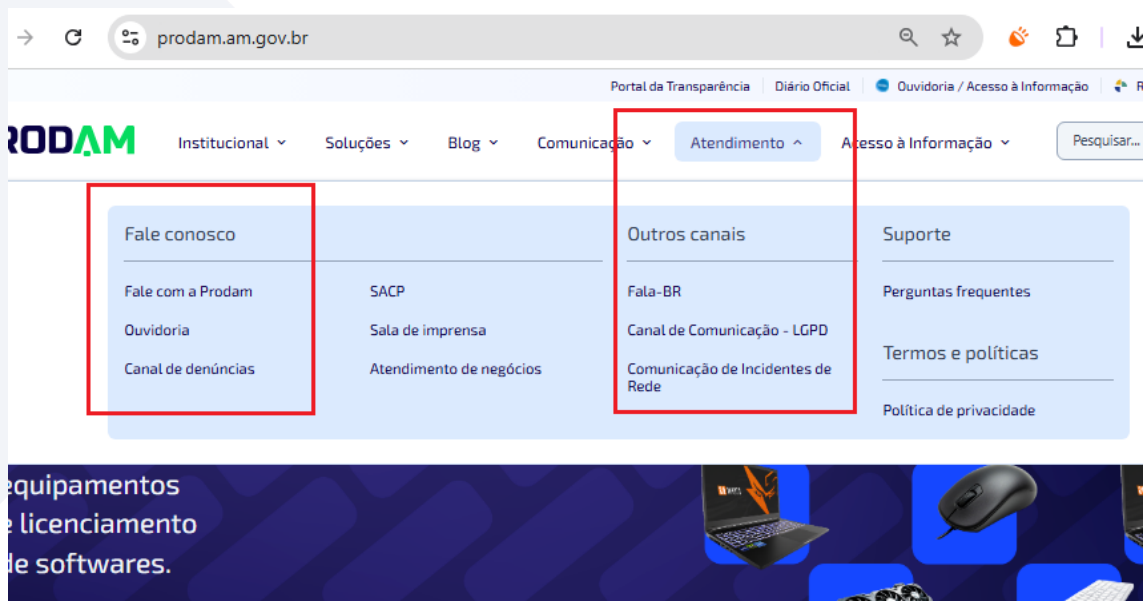 prodam.am.gov.br
Portal da Transparência Diário Oficial Ouvidoria / Acesso à Informação R
RODAM Institucional Soluções Blog Comunicação Atendimento Acesso à Informação Pesquisar...
Fale conosco Outros canais Suporte
Fale com a Prodam SACP Fala-BR Perguntas frequentes
Ouvidoria Sala de imprensa Canal de Comunicação - LGPD
Termos e políticas
Canal de denúncias Atendimento de negócios Comunicação de Incidentes de
Rede
Política de privacidade
equipamentos
licenciamento
de softwares.